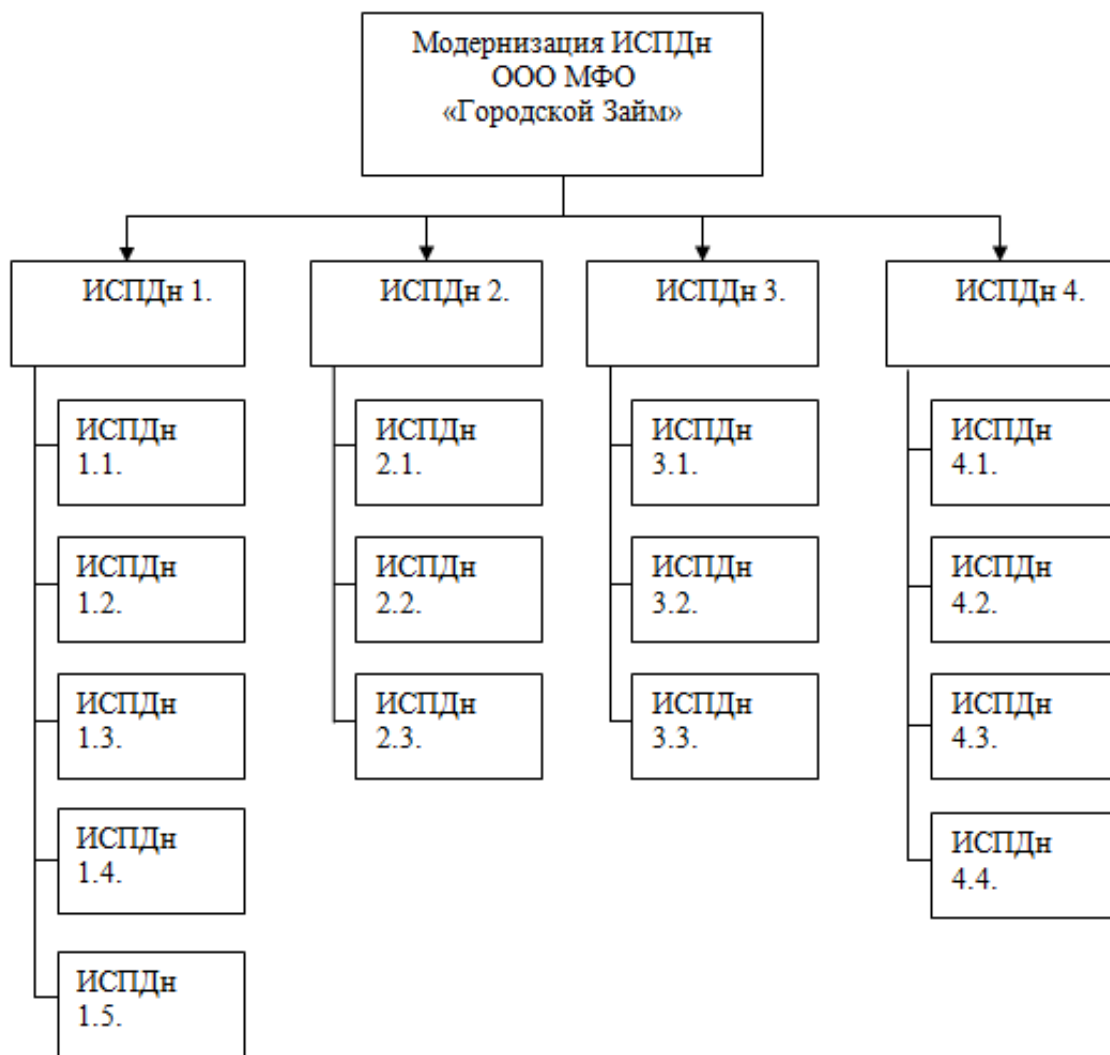 Модернизация ИСПДн
ООО МФО
«Городской Займ»
ИСПДн 1.
ИСПДн 2.
ИСПДн 3.
ИСПДн 4.
ИСПДн
1.1.
ИСПДн
2.1.
ИСПДн
3.1.
ИСПДн
4.1.
ИСПДн
1.2.
ИСПДн
2.2.
ИСПДн
3.2.
ИСПДн
4.2.
ИСПДн
1.3.
ИСПДн
2.3.
ИСПДн
3.3.
ИСПДн
4.3.
ИСПДн
1.4.
ИСПДн
4.4.
ИСПДн
1.5.